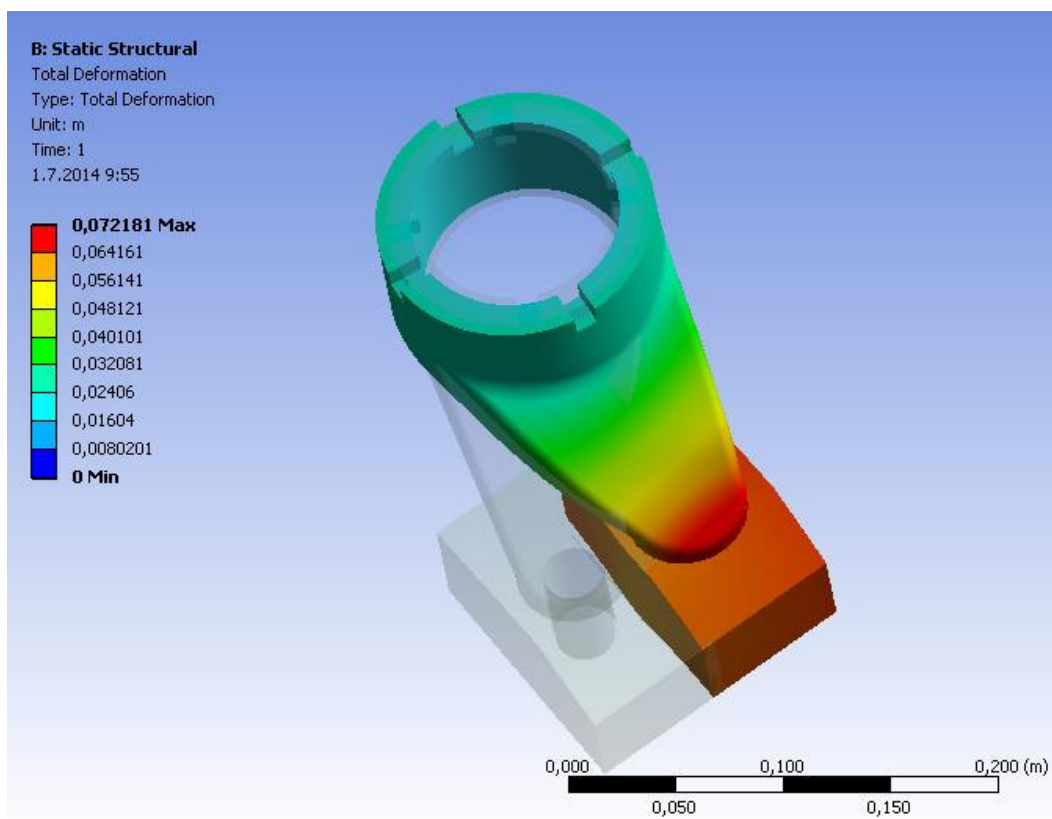 B: Static Structural
Total Deformation
Type: Total Deformation
Unit: m
Time: 1
1.7.2014 9:55
0,072181 Max
0,064161
0,056141
0,048121
0,040101
0,032081
0,02406
0,01604
0,0080201
0 Min
0,000 0,100 0,200 (m)
0,050 0,150